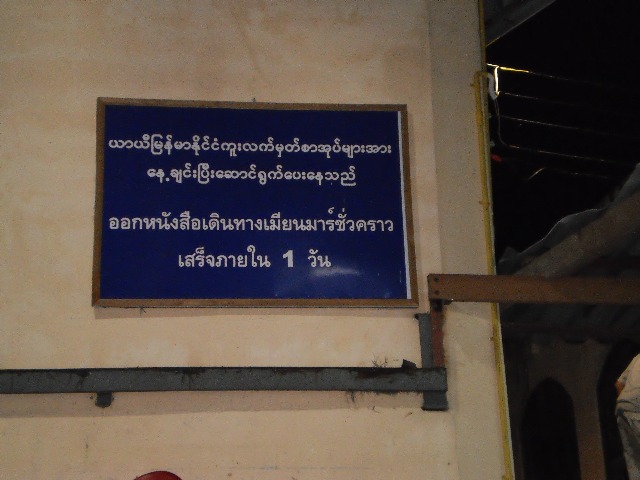 ယာယီမြန်မာနိုင်ငံကူးလက်မှတ်စာအုပ်များအား
နေ့ချင်းပြီးဆောင်ရွက်ပေးနေသည်
ออกหนังสือเดินทางเมียนมาร์ชั่วคราว
เสร็จภายใน 1 วัน